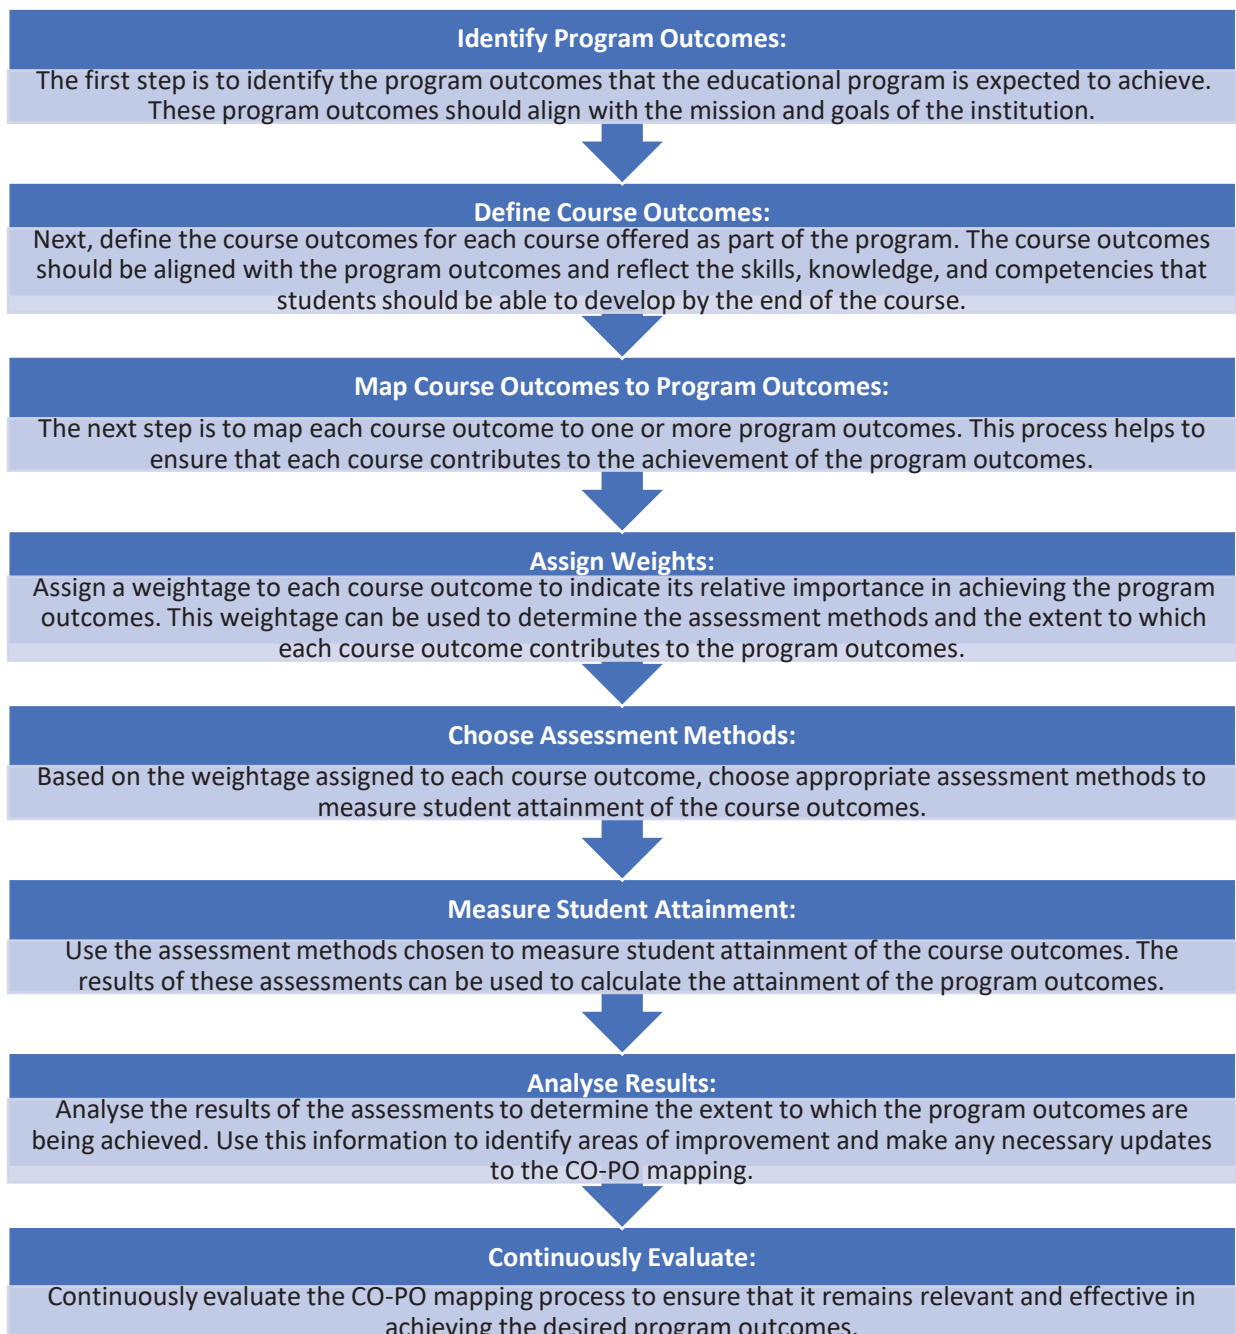 Identify Program Outcomes:
The first step is to identify the program outcomes that the educational program is expected to achieve.
These program outcomes should align with the mission and goals of the institution.
Define Course Outcomes:
Next, define the course outcomes for each course offered as part of the program. The course outcomes
should be aligned with the program outcomes and reflect the skills, knowledge, and competencies that
students should be able to develop by the end of the course.
Map Course Outcomes to Program Outcomes:
The next step is to map each course outcome to one or more program outcomes. This process helps to
ensure that each course contributes to the achievement of the program outcomes.
Assign Weights:
Assign a weightage to each course outcome to indicate its relative importance in achieving the program
outcomes. This weightage can be used to determine the assessment methods and the extent to which
each course outcome contributes to the program outcomes.
Choose Assessment Methods:
Based on the weightage assigned to each course outcome, choose appropriate assessment methods to
measure student attainment of the course outcomes.
Measure Student Attainment:
Use the assessment methods chosen to measure student attainment of the course outcomes. The
results of these assessments can be used to calculate the attainment of the program outcomes.
Analyse Results:
Analyse the results of the assessments to determine the extent to which the program outcomes are
being achieved. Use this information to identify areas of improvement and make any necessary updates
to the CO-PO mapping.
Continuously Evaluate:
Continuously evaluate the CO-PO mapping process to ensure that it remains relevant and effective in
achieving the desired program outcomes.